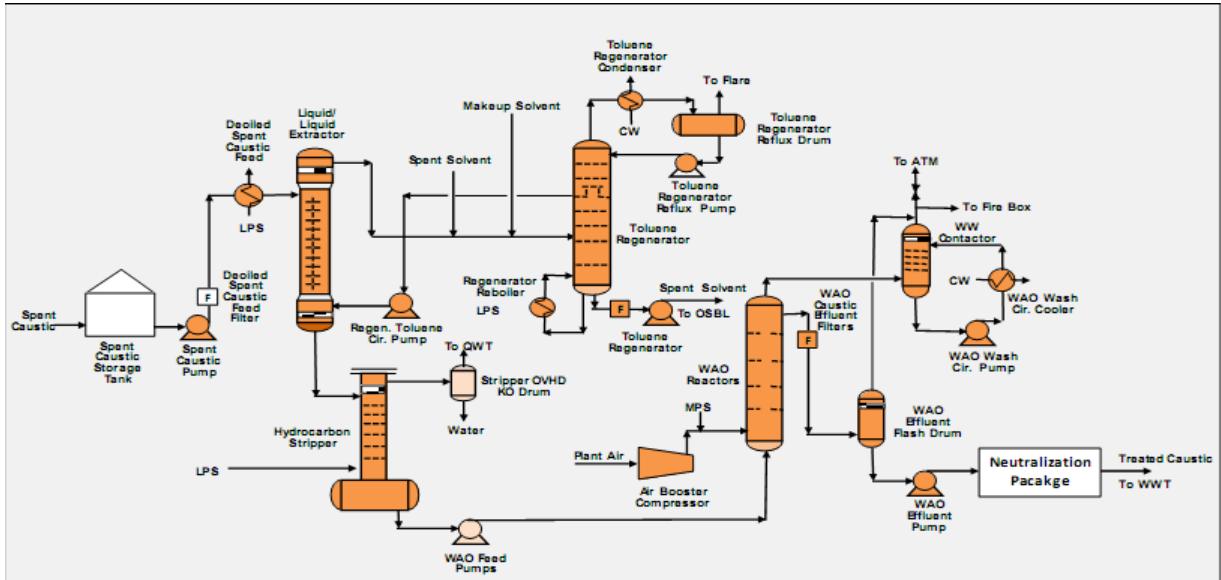 Toluene
Regenerator
Condenser
To Flare
Makeup Solvent
CW
Toluene
Regenerator
Reflux Drum
Liquid/
Liquid
Extractor
Deoiled
Spent
Caustic
Feed
Spent Solvent
Toluene
Regenerator
Reflux Pump
To ATM
To Fire Box
WW
Contactor
LPS
Toluene
Regenerator
Deoiled
Spent
Caustic
Feed
Filter
F
Regenerator
Reboiler
LPS
Spent Solvent
To OSBL
F
Toluene
Regenerator
WAO
Caustic
Effluent
Filters
F
CW
WAO Wash
Cir. Cooler
Spent
Caustic
Spent
Caustic
Storage
Tank
Spent Caustic
Pump
Regen. Toluene
Cir. Pump
WAO Wash
Cir. Pump
To QWT
Stripper OVHD
KO Drum
Water
WAO
Reactors
MPS
Hydrocarbon
Stripper
WAO
Effluent
Flash Drum
LPS
Plant Air
Air Booster
Compressor
Neutralization
Pacakge
Treated Caustic
To WWT
WAO
Effluent
Pump
WAO Feed
Pumps